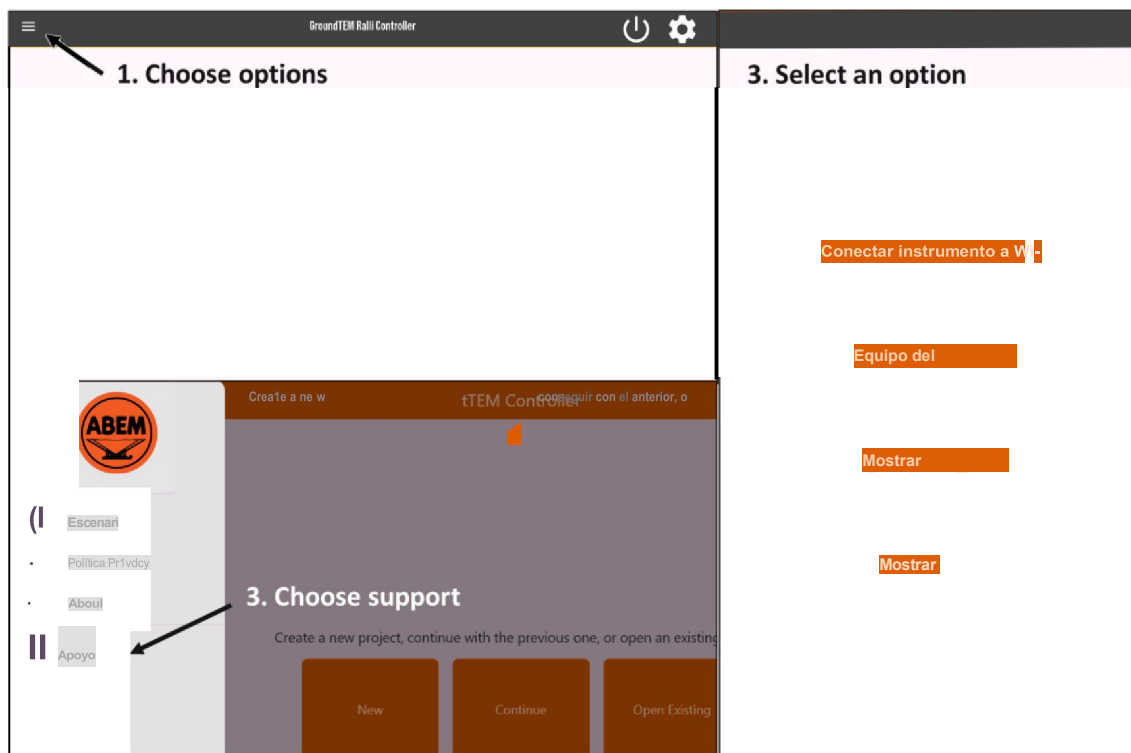 GroundTEM Ralli Controller
1. Choose options
3. Select an option
Conectar instrumento a Wi-
Equipo del
Mostrar
Mostrar
ABEM
Crea1e a ne w
tTEM Controller
con el anterior, o
(I Escenari
· Política Pr1vdcy
· Aboul
II Apoyo
3. Choose support
Create a new project, continue with the previous one, or open an existing
New
Continue
Open Existing